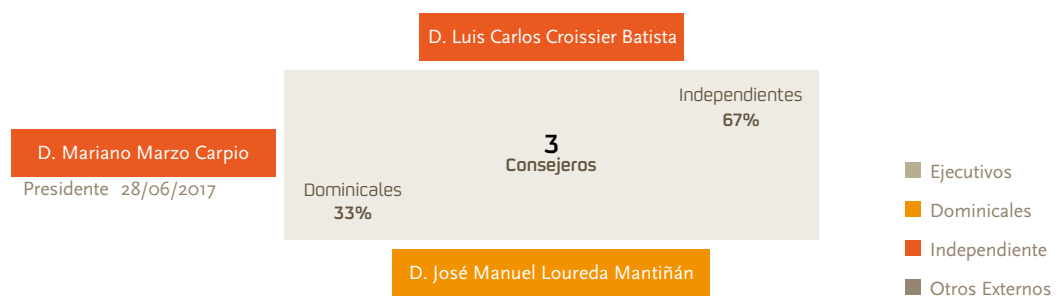 D. Luis Carlos Croissier Batista
Independientes
67%
3
Consejeros
D. Mariano Marzo Carpio
Presidente 28/06/2017
Dominicales
33%
D. José Manuel Loureda Mantiñán
Ejecutivos
Dominicales
Independiente
Otros Externos